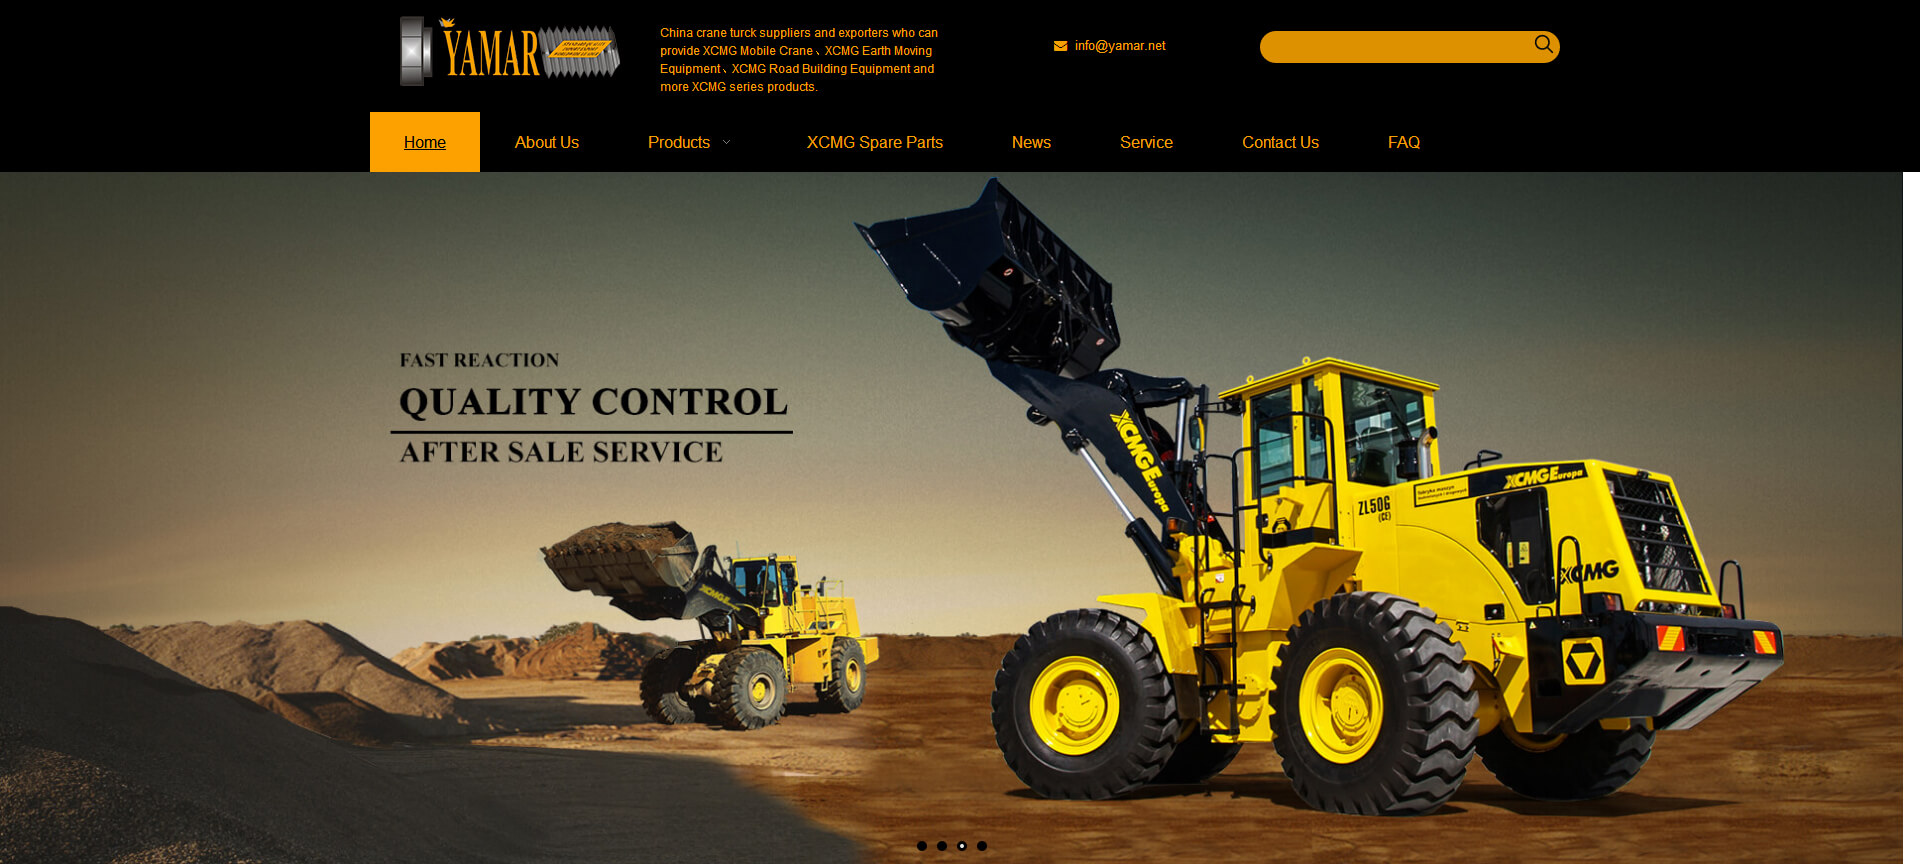 YAMAR
China crane turck suppliers and exporters who can
provide XCMG Mobile Crane、XCMG Earth Moving
Equipment、XCMG Road Building Equipment and
more XCMG series products.
info@yamar.net
Home
About Us
Products
XCMG Spare Parts
News
Service
Contact Us
FAQ
FAST REACTION
QUALITY CONTROL
AFTER SALE SERVICE
XCMG Europa
XCMG Europa
ZL50G
(CE)
XCMG
XCMG